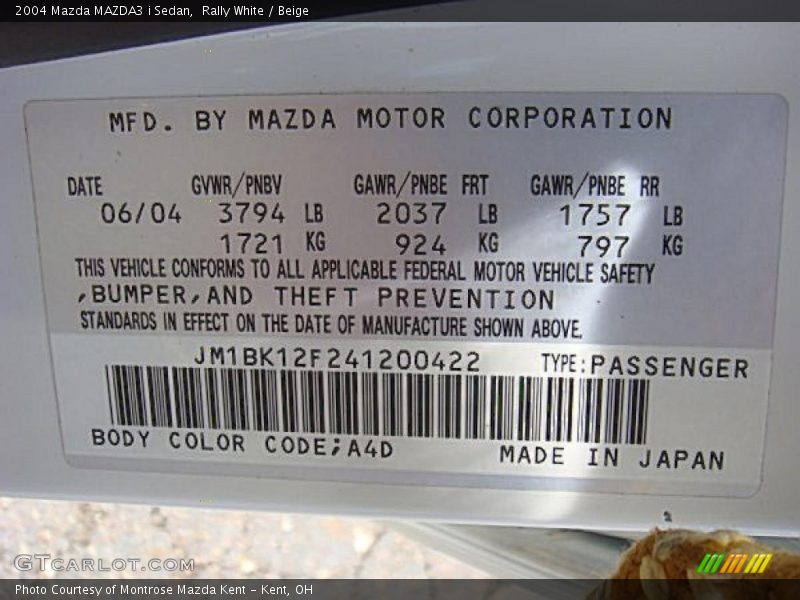 2004 Mazda MAZDA3 i Sedan, Rally White / Beige
MFD. BY MAZDA MOTOR CORPORATION
DATE GVWR/PNBV GAWR/PNBE FRT GAWR/PNBE RR
06/04 3794 LB 2037 LB 1757 LB
1721 KG 924 KG 797 KG
THIS VEHICLE CONFORMS TO ALL APPLICABLE FEDERAL MOTOR VEHICLE SAFETY
,BUMPER,AND THEFT PREVENTION
STANDARDS IN EFFECT ON THE DATE OF MANUFACTURE SHOWN ABOVE.
JM1BK12F241200422 TYPE:PASSENGER
BODY COLOR CODE;A4D MADE IN JAPAN
GTCARLOT.COM
Photo Courtesy of Montrose Mazda Kent - Kent, OH